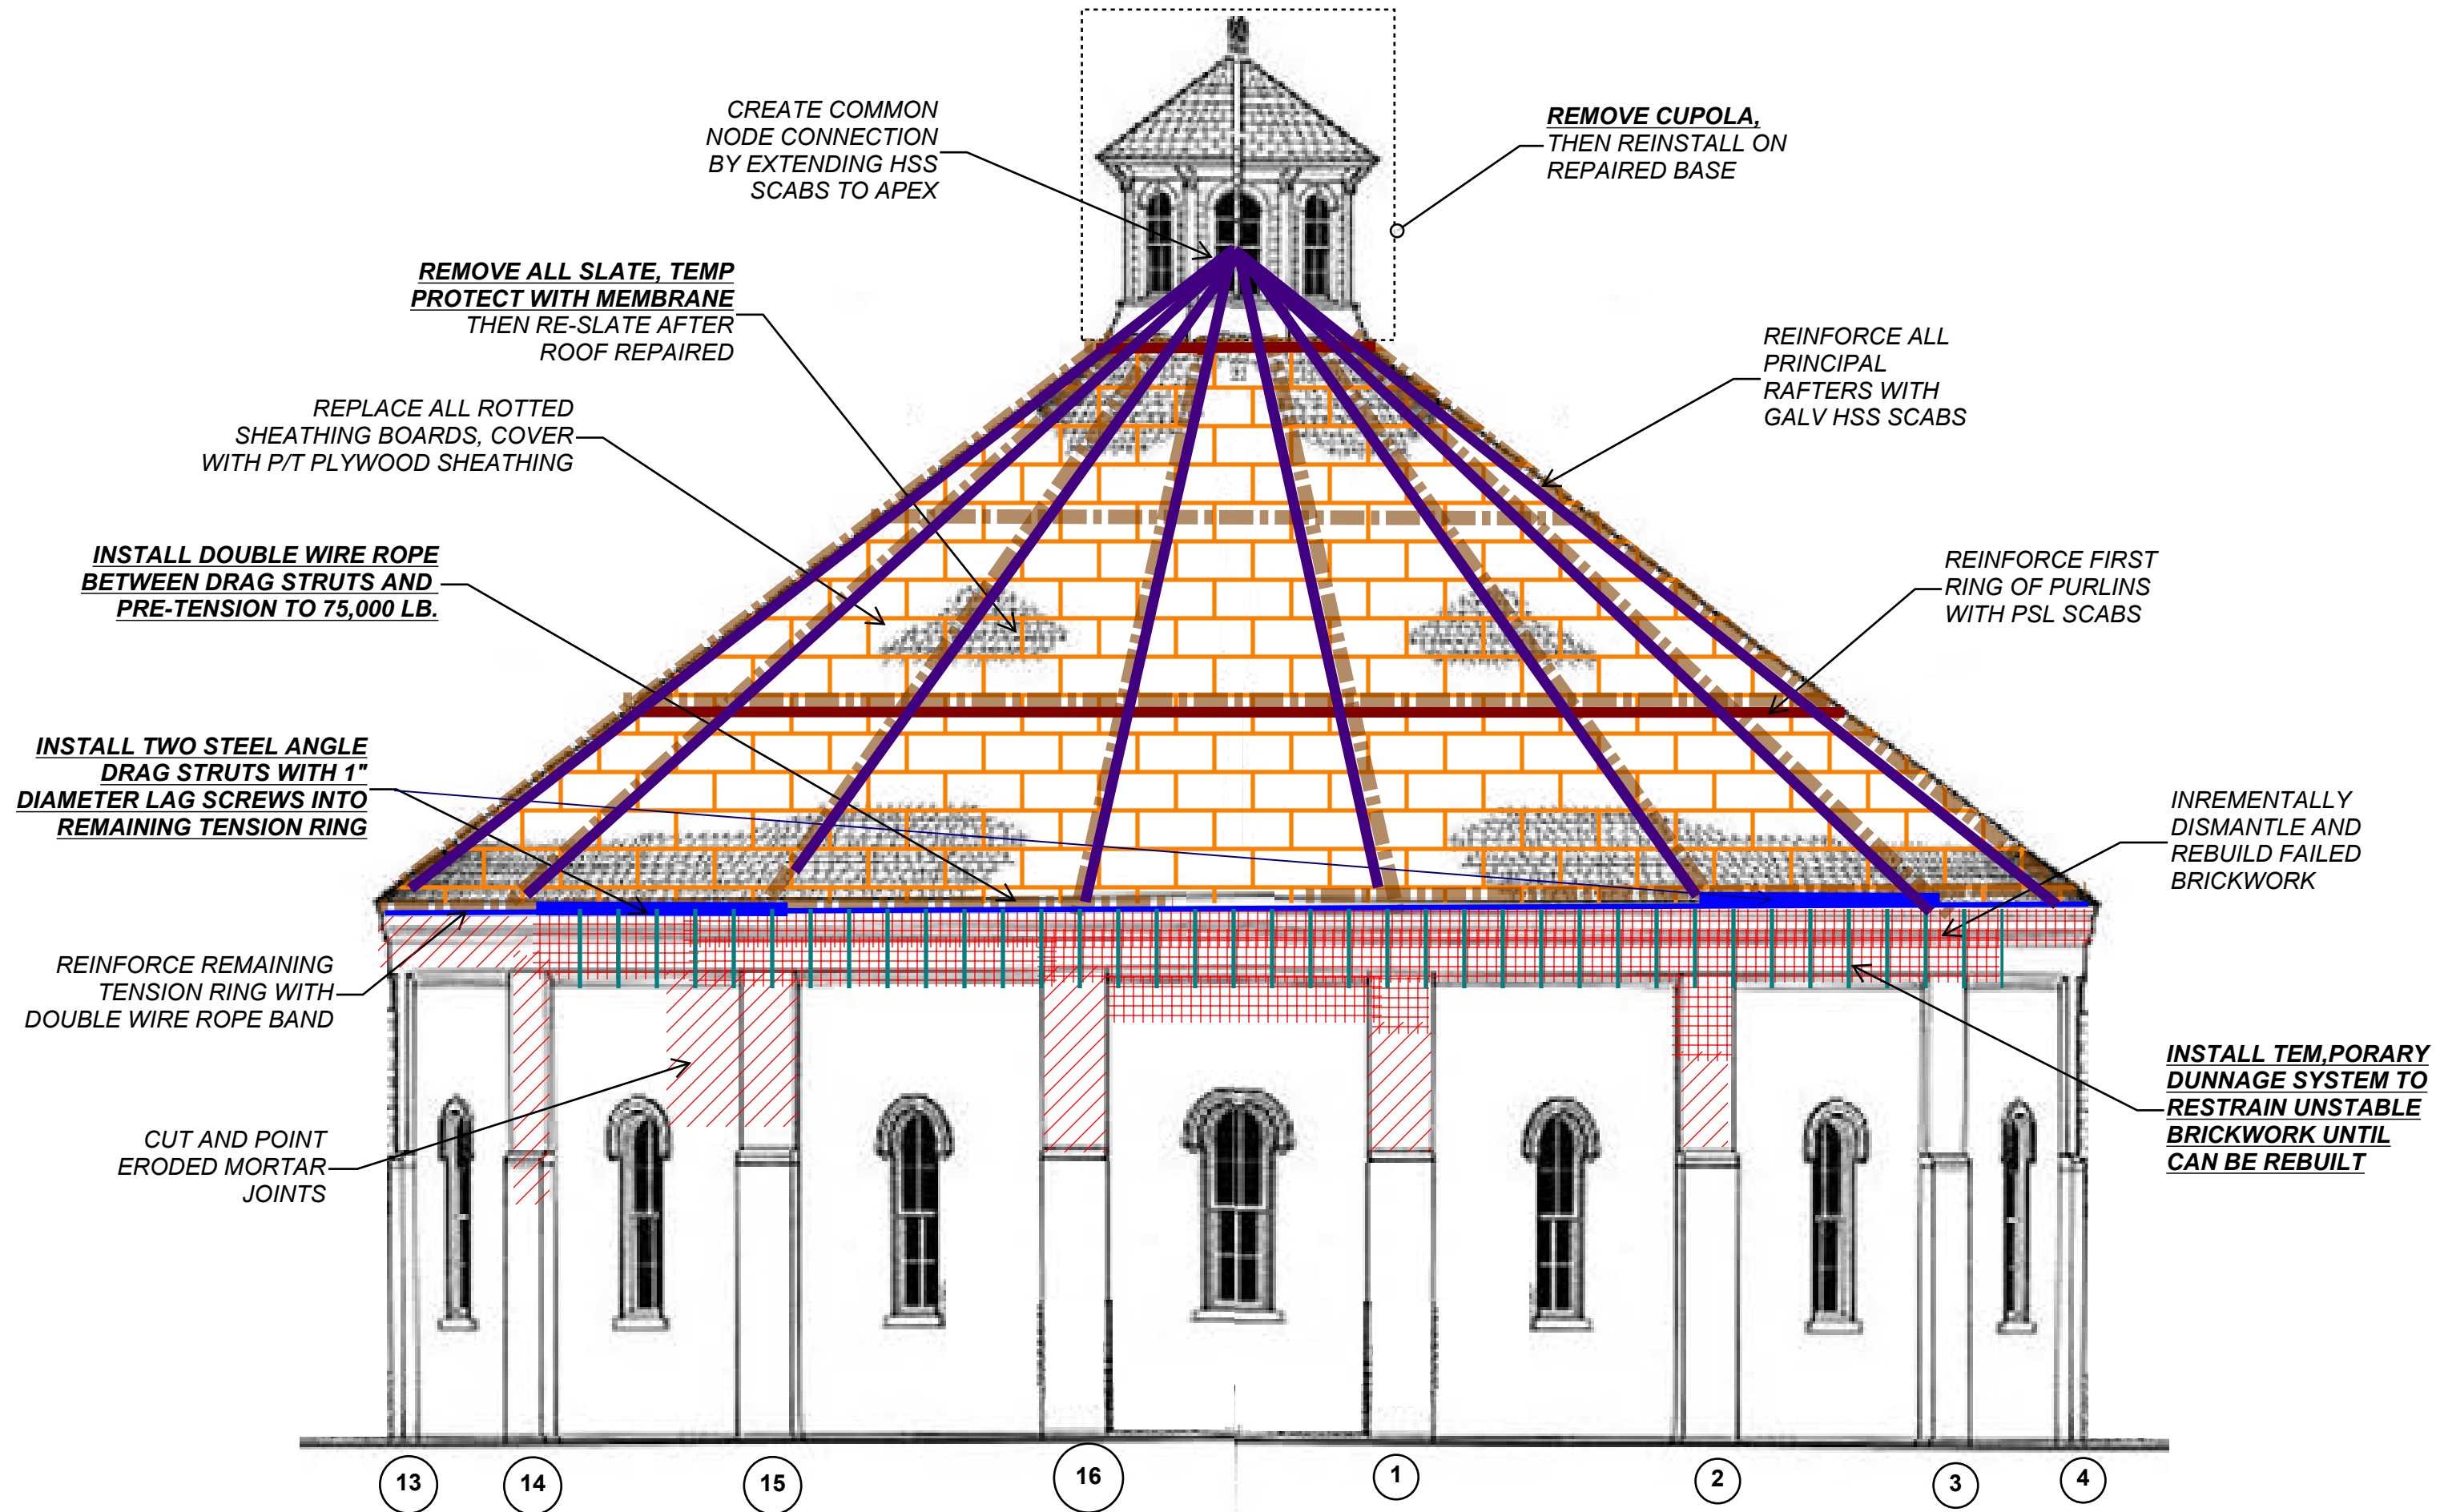 CREATE COMMON
NODE CONNECTION
BY EXTENDING HSS
SCABS TO APEX
REMOVE CUPOLA,
THEN REINSTALL ON
REPAIRED BASE
REMOVE ALL SLATE, TEMP
PROTECT WITH MEMBRANE
THEN RE-SLATE AFTER
ROOF REPAIRED
REINFORCE ALL
PRINCIPAL
RAFTERS WITH
GALV HSS SCABS
REPLACE ALL ROTTED
SHEATHING BOARDS, COVER
WITH P/T PLYWOOD SHEATHING
INSTALL DOUBLE WIRE ROPE
BETWEEN DRAG STRUTS AND
PRE-TENSION TO 75,000 LB.
REINFORCE FIRST
RING OF PURLINS
WITH PSL SCABS
INSTALL TWO STEEL ANGLE
DRAG STRUTS WITH 1"
DIAMETER LAG SCREWS INTO
REMAINING TENSION RING
INREMENTALLY
DISMANTLE AND
REBUILD FAILED
BRICKWORK
REINFORCE REMAINING
TENSION RING WITH
DOUBLE WIRE ROPE BAND
INSTALL TEM,PORARY
DUNNAGE SYSTEM TO
RESTRAIN UNSTABLE
BRICKWORK UNTIL
CAN BE REBUILT
CUT AND POINT
ERODED MORTAR
JOINTS
13 14 15 16 1 2 3 4